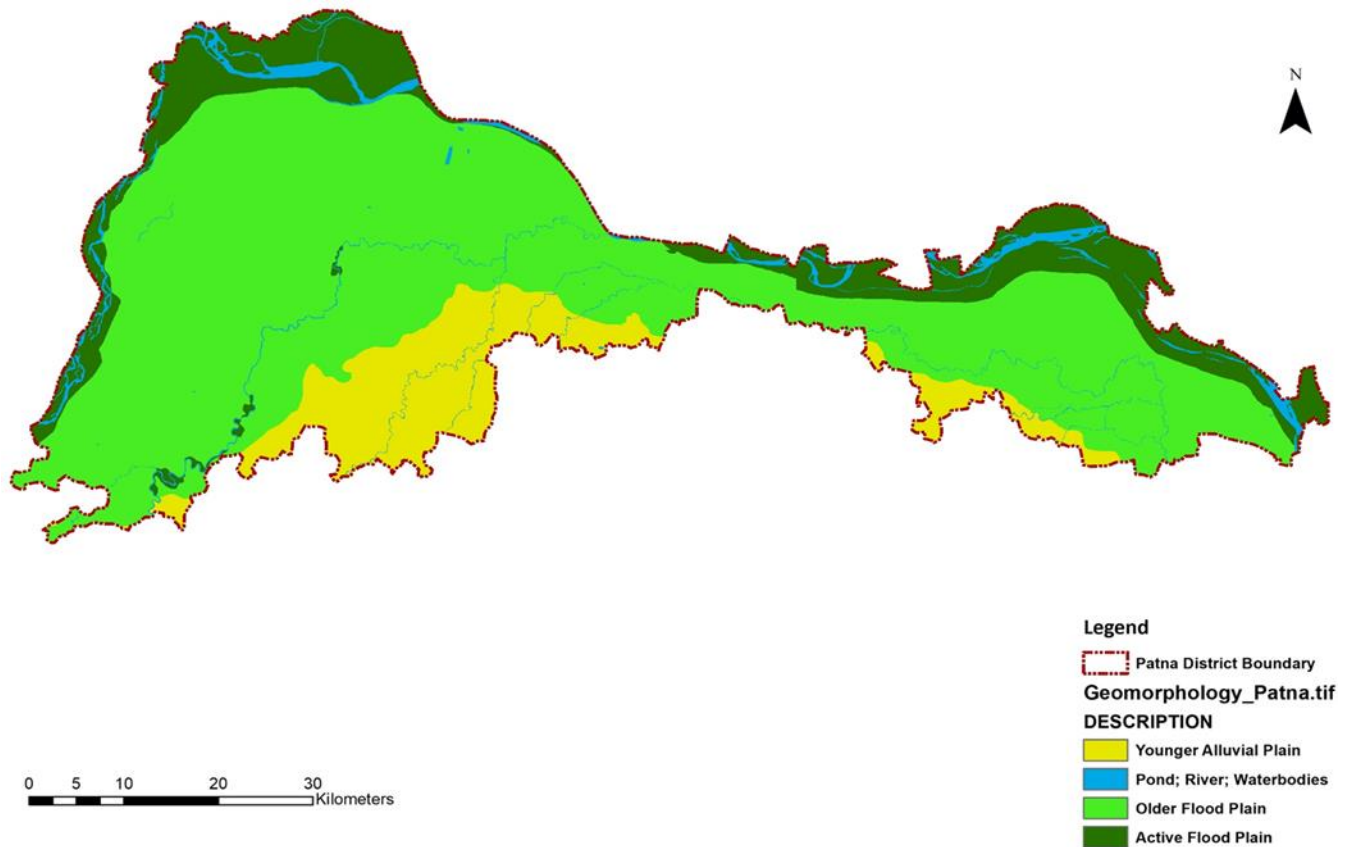 N
Legend
Patna District Boundary
Geomorphology_Patna.tif
DESCRIPTION
Younger Alluvial Plain
Pond; River; Waterbodies
Older Flood Plain
Active Flood Plain
0 5 10 20 30
Kilometers